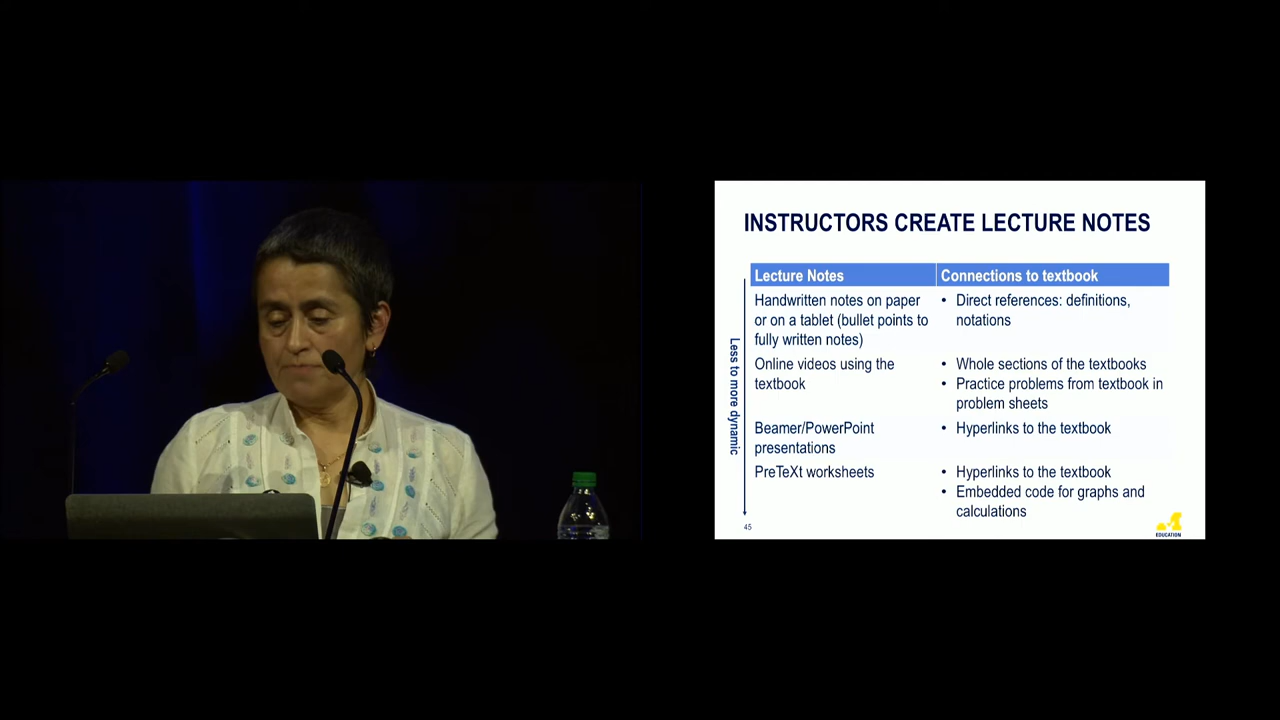 INSTRUCTORS CREATE LECTURE NOTES
Lecture Notes
Connections to textbook
Handwritten notes on paper
or on a tablet (bullet points to
fully written notes)
• Direct references: definitions,
notations
Online videos using the
textbook
• Whole sections of the textbooks
• Practice problems from textbook in
problem sheets
Beamer/PowerPoint
presentations
• Hyperlinks to the textbook
PreTeXt worksheets
• Hyperlinks to the textbook
• Embedded code for graphs and
calculations
Less to more dynamic
45
EDUCATION